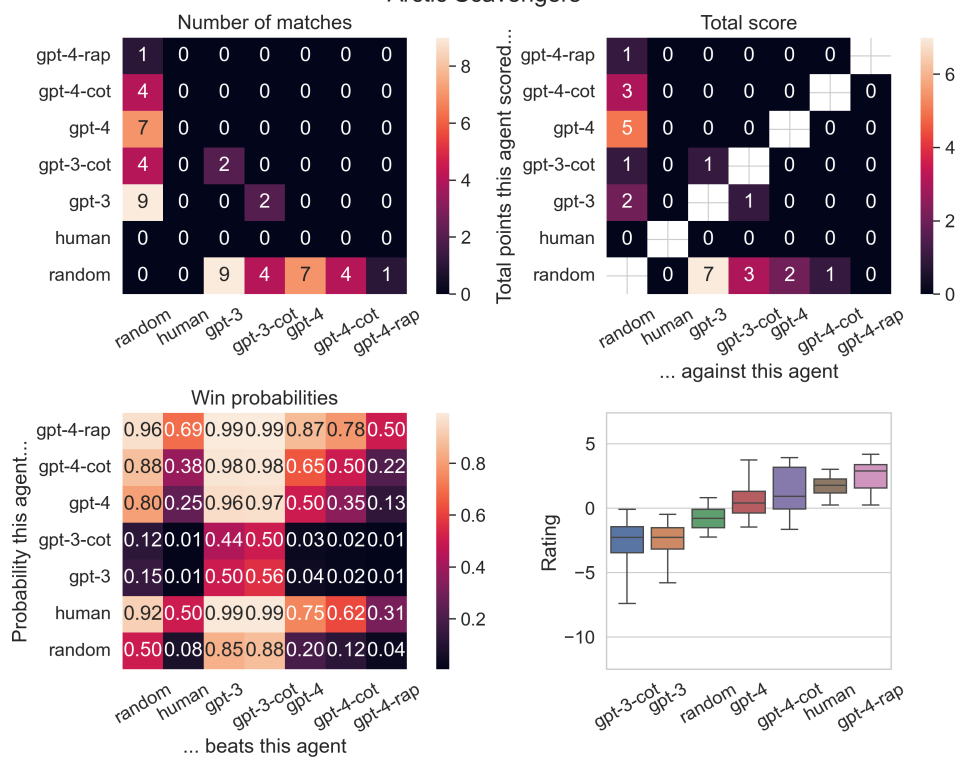 Arctic Scavengers
Number of matches
gpt-4-rap 1 0 0 0 0 0 0
gpt-4-cot 4 0 0 0 0 0 0
gpt-4 7 0 0 0 0 0 0
gpt-3-cot 4 0 2 0 0 0 0
gpt-3 9 0 0 2 0 0 0
human 0 0 0 0 0 0 0
random 0 0 9 4 7 4 1
random human gpt-3 gpt-3-cot gpt-4 gpt-4-cot gpt-4-rap
8
6
4
2
0
Total score
Total points this agent scored...
gpt-4-rap 1 0 0 0 0 0
gpt-4-cot 3 0 0 0 0 0
gpt-4 5 0 0 0 0 0
gpt-3-cot 1 0 1 0 0 0
gpt-3 2 0 1 0 0 0
human 0 0 0 0 0 0
random 0 7 3 2 1 0
random human gpt-3 gpt-3-cot gpt-4 gpt-4-cot gpt-4-rap
... against this agent
6
4
2
0
Win probabilities
Probability this agent...
gpt-4-rap 0.96 0.69 0.99 0.99 0.87 0.78 0.50
gpt-4-cot 0.88 0.38 0.98 0.98 0.65 0.50 0.22
gpt-4 0.80 0.25 0.96 0.97 0.50 0.35 0.13
gpt-3-cot 0.12 0.01 0.44 0.50 0.03 0.02 0.01
gpt-3 0.15 0.01 0.50 0.56 0.04 0.02 0.01
human 0.92 0.50 0.99 0.99 0.75 0.62 0.31
random 0.50 0.08 0.85 0.88 0.20 0.12 0.04
random human gpt-3 gpt-3-cot gpt-4 gpt-4-cot gpt-4-rap
... beats this agent
0.8
0.6
0.4
0.2
Rating
5
0
−5
−10
gpt-3-cot gpt-3 random gpt-4 gpt-4-cot human gpt-4-rap